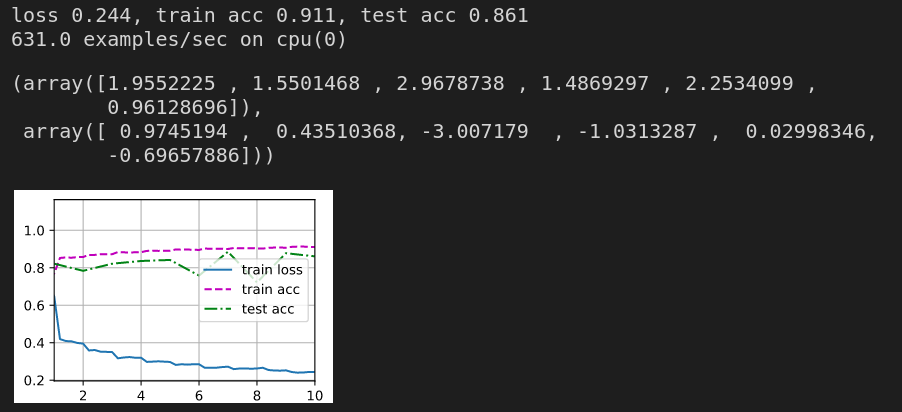 loss 0.244, train acc 0.911, test acc 0.861
631.0 examples/sec on cpu(0)
(array([1.9552225 , 1.5501468 , 2.9678738 , 1.4869297 , 2.2534099 ,
0.96128696]),
array([ 0.9745194 , 0.43510368, -3.007179 , -1.0313287 , 0.02998346,
-0.69657886]))
1.0
0.8
0.6
0.4
0.2
train loss
train acc
test acc
2 4 6 8 10